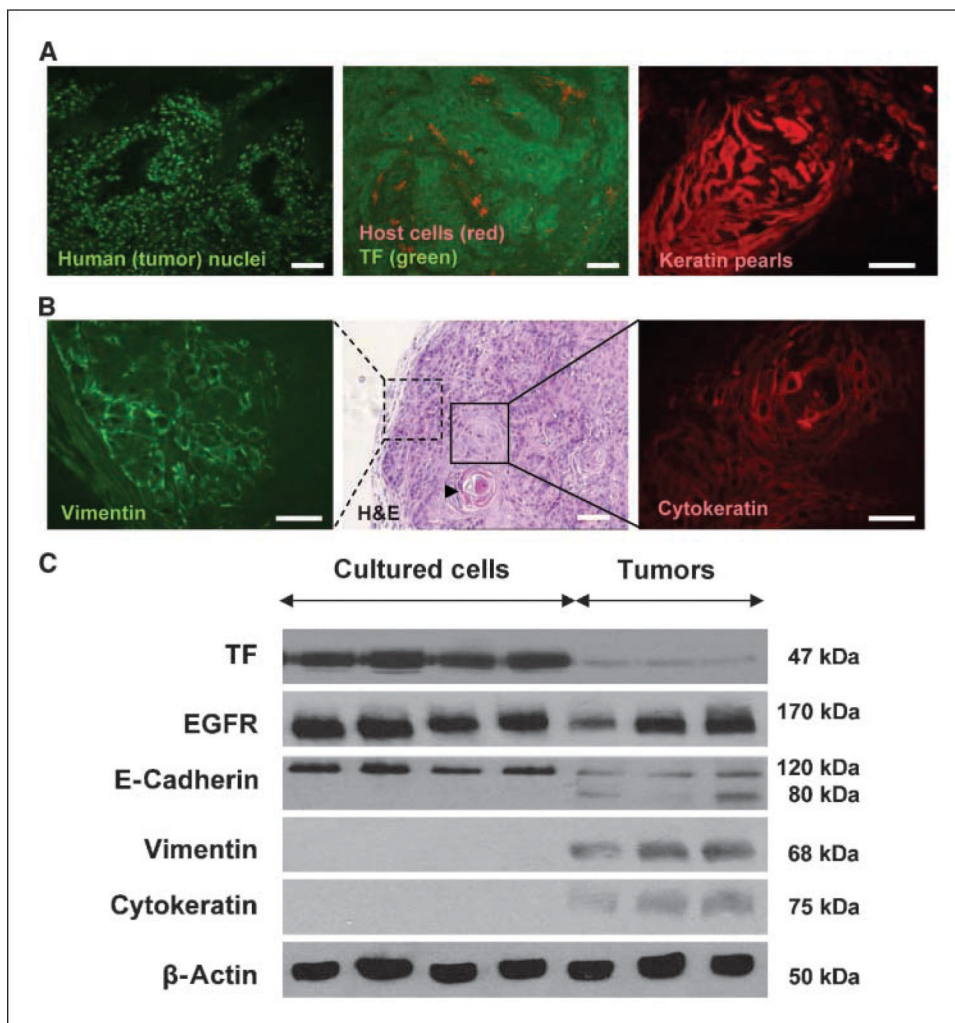 A
Human (tumor) nuclei
Host cells (red)
TF (green)
Keratin pearls
B
Vimentin
H&E
Cytokeratin
C
Cultured cells
Tumors
TF
47 kDa
EGFR
170 kDa
E-Cadherin
120 kDa
80 kDa
Vimentin
68 kDa
Cytokeratin
75 kDa
β-Actin
50 kDa